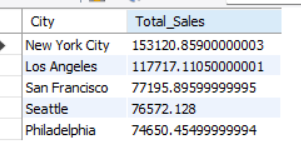 City Total_Sales
New York City 153120.85900000003
Los Angeles 117717.11050000001
San Francisco 77195.89599999995
Seattle 76572.128
Philadelphia 74650.45499999994